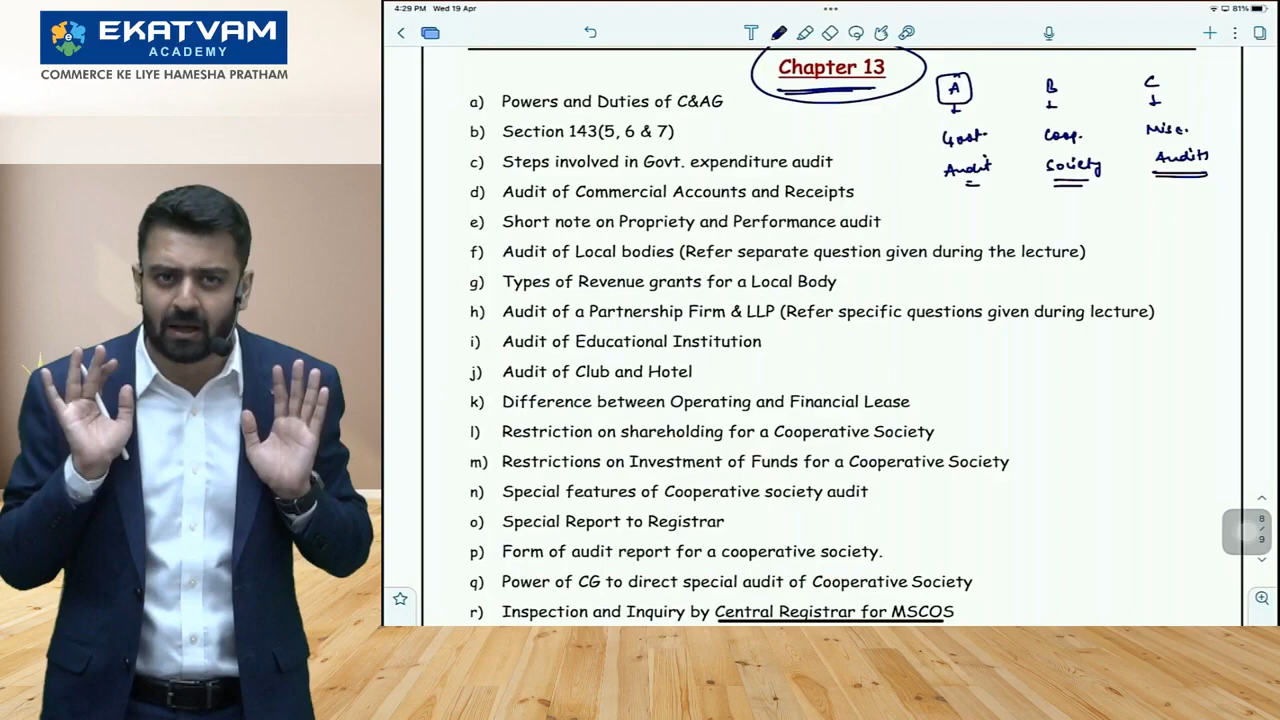 EKATVAM
ACADEMY
COMMERCE KE LIYE HAMESHA PRATHAM
4:29 PM Wed 19 Apr
81%
Chapter 13
A B C
Govt. Coop. Misc.
Audit Society Audits
a) Powers and Duties of C&AG
b) Section 143(5, 6 & 7)
c) Steps involved in Govt. expenditure audit
d) Audit of Commercial Accounts and Receipts
e) Short note on Propriety and Performance audit
f) Audit of Local bodies (Refer separate question given during the lecture)
g) Types of Revenue grants for a Local Body
h) Audit of a Partnership Firm & LLP (Refer specific questions given during lecture)
i) Audit of Educational Institution
j) Audit of Club and Hotel
k) Difference between Operating and Financial Lease
l) Restriction on shareholding for a Cooperative Society
m) Restrictions on Investment of Funds for a Cooperative Society
n) Special features of Cooperative society audit
o) Special Report to Registrar
p) Form of audit report for a cooperative society.
q) Power of CG to direct special audit of Cooperative Society
r) Inspection and Inquiry by Central Registrar for MSCOS
8
/
9